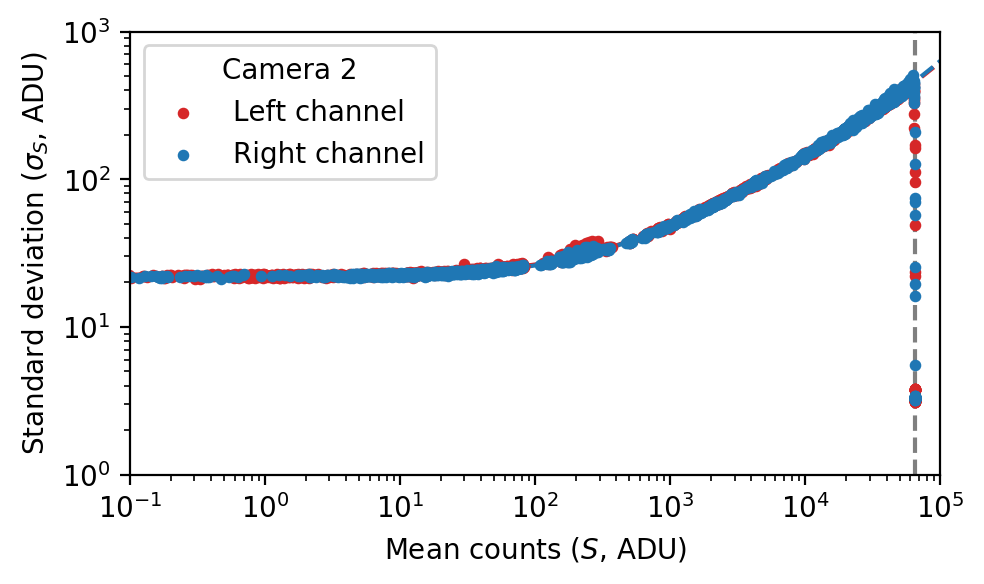 Camera 2
Left channel
Right channel
10³
10²
10¹
10⁰
Standard deviation (σ_S, ADU)
10⁻¹ 10⁰ 10¹ 10² 10³ 10⁴ 10⁵
Mean counts (S, ADU)